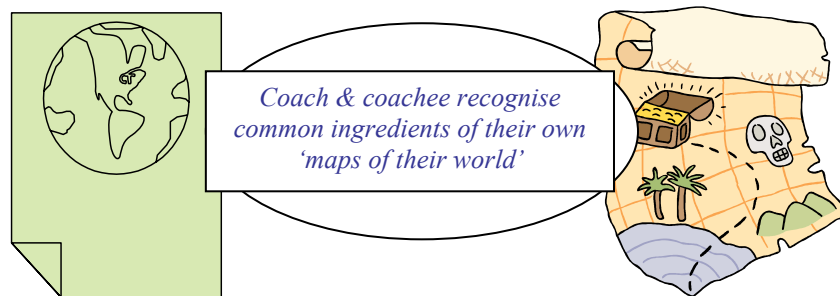 Coach & coachee recognise
common ingredients of their own
‘maps of their world’